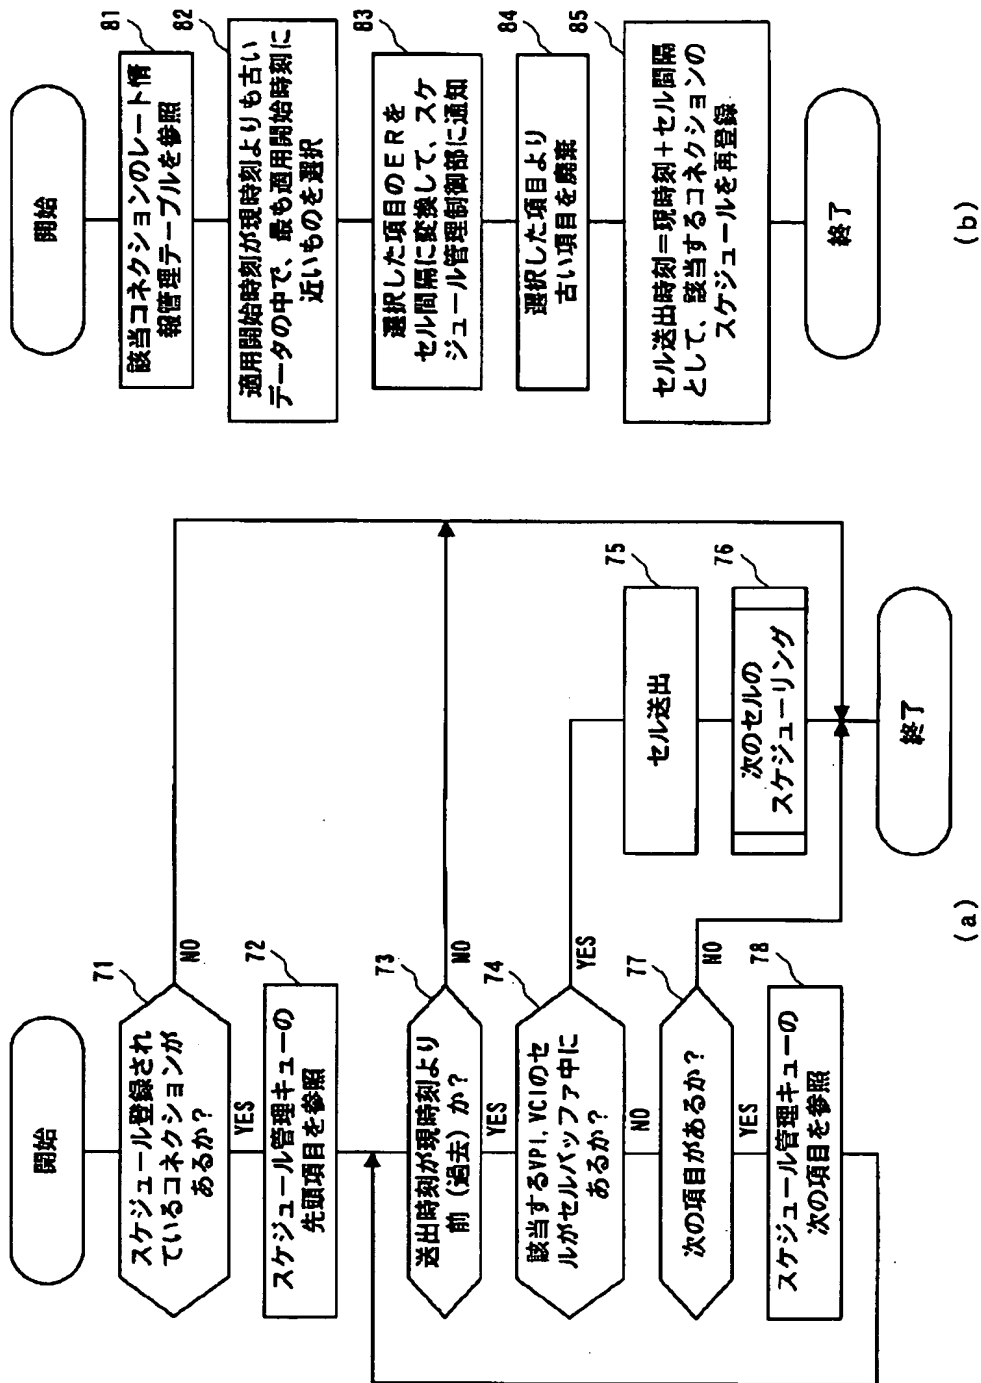 開始
71
スケジュール登録され
ているコネクションが
あるか？
NO
YES
72
スケジュール管理キューの
先頭項目を参照
73
送出時刻が現時刻より
前（過去）か？
NO
YES
74
該当するVPI,VCIのセ
ルがセルバッファ中に
あるか？
YES
NO
75
セル送出
76
次のセルの
スケジューリング
77
次の項目があるか？
NO
YES
78
スケジュール管理キューの
次の項目を参照
終了
(a)
開始
81
該当コネクションのレート情
報管理テーブルを参照
82
適用開始時刻が現時刻よりも古い
データの中で、最も適用開始時刻に
近いものを選択
83
選択した項目のERを
セル間隔に変換して、スケ
ジュール管理制御部に通知
84
選択した項目より
古い項目を廃棄
85
セル送出時刻＝現時刻＋セル間隔
として、該当するコネクションの
スケジュールを再登録
終了
(b)